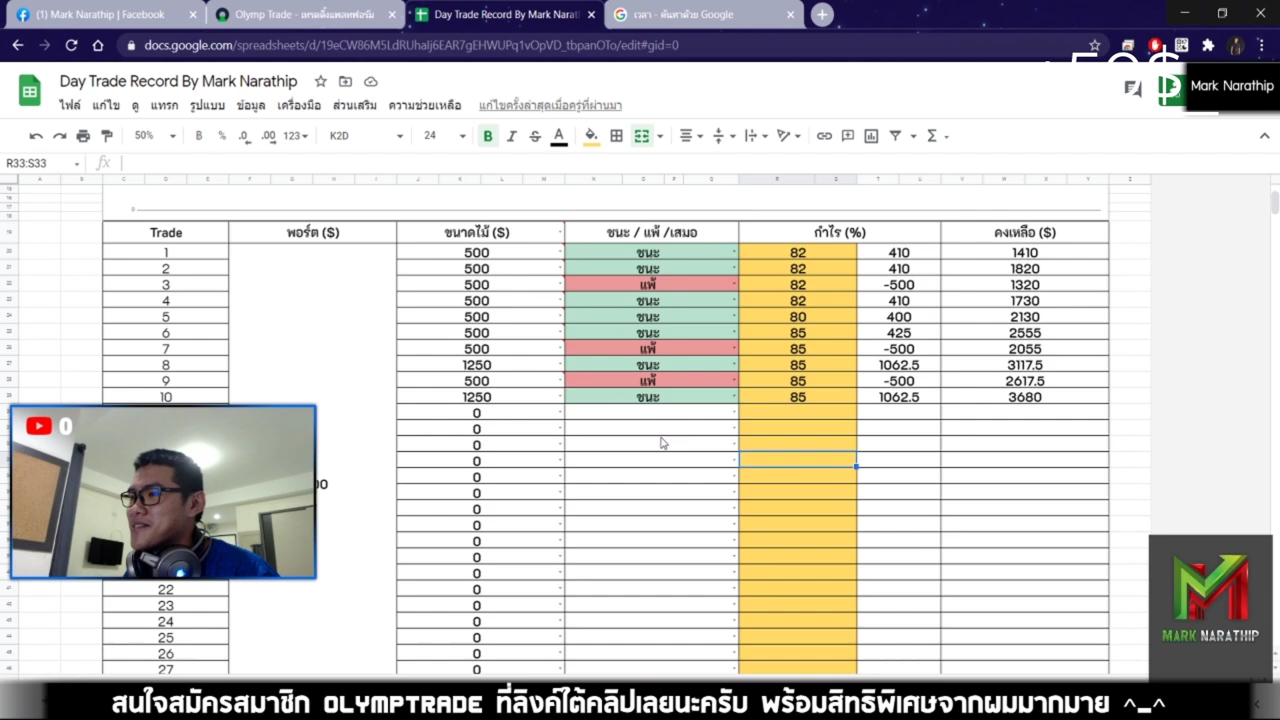 (1) Mark Narathip | Facebook
Olymp Trade - เทรดดิ้งแพลตฟอร์ม
Day Trade Record By Mark Narat
เวลา - ค้นหาด้วย Google
docs.google.com/spreadsheets/d/19eCW86M5LdRUhaIj6EAR7gEHWUPq1vOpVD_tbpanOTo/edit#gid=0
Day Trade Record By Mark Narathip
Mark Narathip
ไฟล์ แก้ไข ดู แทรก รูปแบบ ข้อมูล เครื่องมือ ส่วนเสริม ความช่วยเหลือ แก้ไขครั้งล่าสุดเมื่อครู่ที่ผ่านมา
50% % .0 .00 123 K2D 24 B I S A
R33:S33 fx
Trade พอร์ต ($) ขนาดไม้ ($) ชนะ / แพ้ /เสมอ กำไร (%) คงเหลือ ($)
1 500 ชนะ 82 410 1410
2 500 ชนะ 82 410 1820
3 500 แพ้ 82 -500 1320
4 500 ชนะ 82 410 1730
5 500 ชนะ 80 400 2130
6 500 ชนะ 85 425 2555
7 500 แพ้ 85 -500 2055
8 1250 ชนะ 85 1062.5 3117.5
9 500 แพ้ 85 -500 2617.5
10 1250 ชนะ 85 1062.5 3680
0
0
0
0
0
0
0
0
0
0
0
22 0
23 0
24 0
25 0
26 0
27 0
0
00
MARK NARATHIP
สนใจสมัครสมาชิก OLYMPTRADE ที่ลิงค์ใต้คลิปเลยนะครับ พร้อมสิทธิพิเศษจากผมมากมาย ^_^